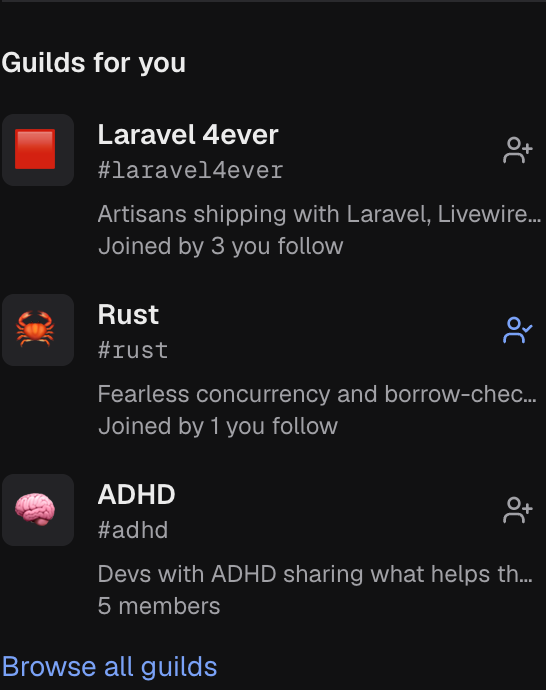 Guilds for you
Laravel 4ever
#laravel4ever
Artisans shipping with Laravel, Livewire…
Joined by 3 you follow
Rust
#rust
Fearless concurrency and borrow-chec…
Joined by 1 you follow
ADHD
#adhd
Devs with ADHD sharing what helps th…
5 members
Browse all guilds